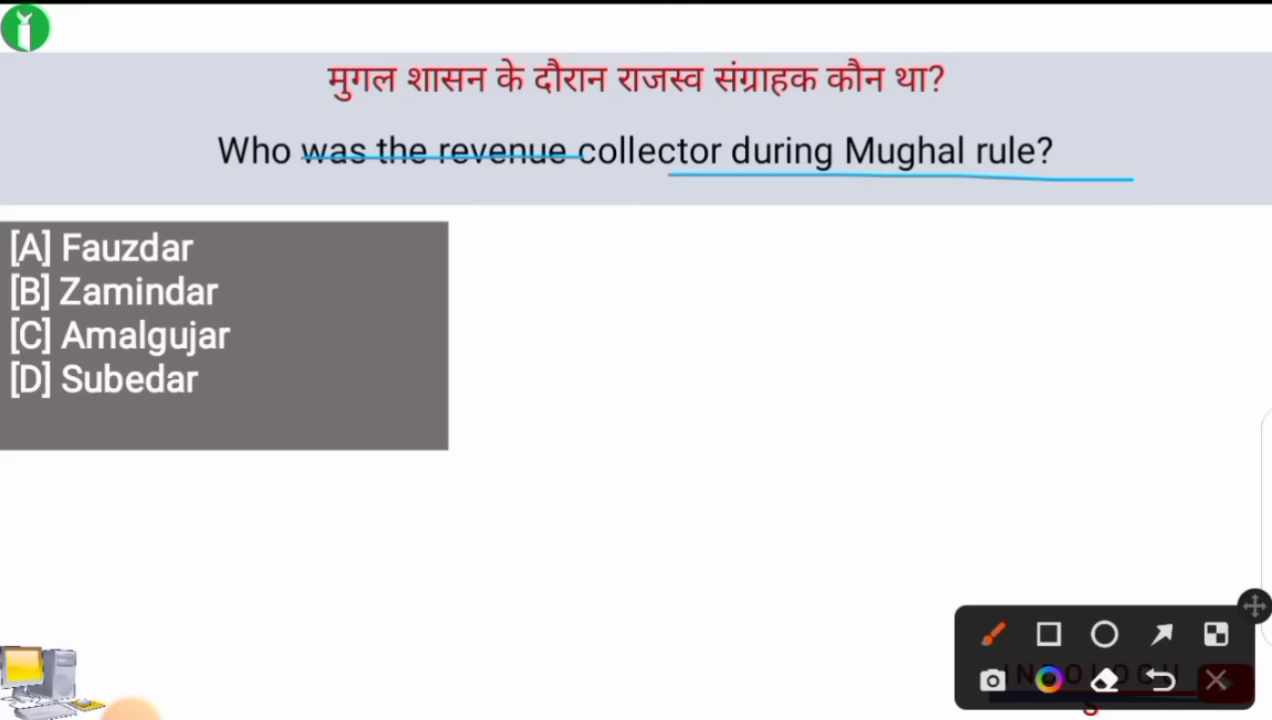 मुगल शासन के दौरान राजस्व संग्राहक कौन था?
Who was the revenue collector during Mughal rule?
[A] Fauzdar
[B] Zamindar
[C] Amalgujar
[D] Subedar